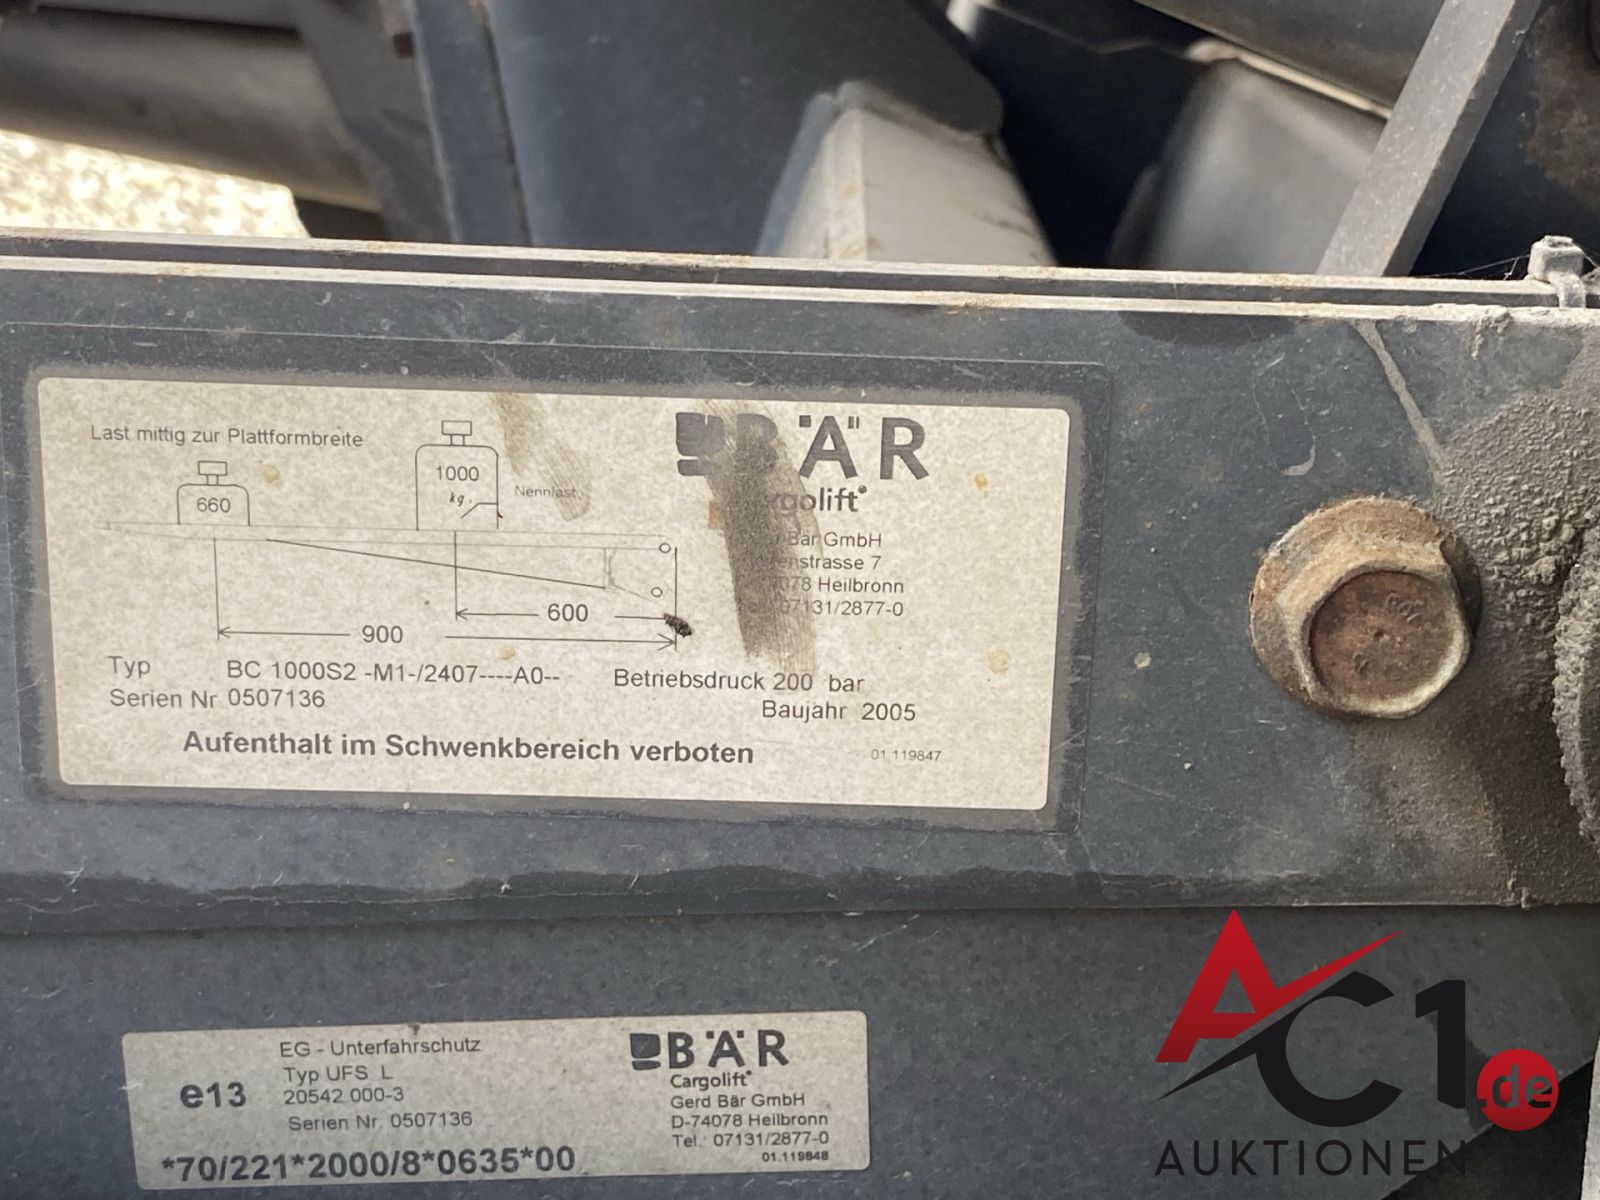 Last mittig zur Plattformbreite
660
1000
kg.
Nennlast
600
900
BÄR
Cargolift
Bär GmbH
enstrasse 7
078 Heilbronn
07131/2877-0
Typ BC 1000S2 -M1-/2407----A0--
Betriebsdruck 200 bar
Serien Nr 0507136
Baujahr 2005
Aufenthalt im Schwenkbereich verboten
01.119847
e13
EG - Unterfahrschutz
Typ UFS L
20542 000-3
Serien Nr. 0507136
*70/221*2000/8*0635*00
BÄR
Cargolift
Gerd Bär GmbH
D-74078 Heilbronn
Tel.: 07131/2877-0
01.119848
AC1.de
AUKTIONEN